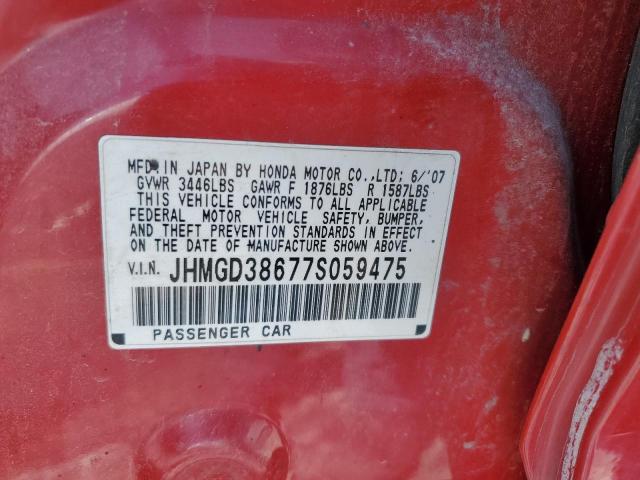 MFD. IN JAPAN BY HONDA MOTOR CO.,LTD; 6/'07
GVWR 3446LBS GAWR F 1876LBS R 1587LBS
THIS VEHICLE CONFORMS TO ALL APPLICABLE
FEDERAL MOTOR VEHICLE SAFETY, BUMPER,
AND THEFT PREVENTION STANDARDS IN EFFECT
ON THE DATE OF MANUFACTURE SHOWN ABOVE.
V.I.N. JHMGD38677S059475
PASSENGER CAR